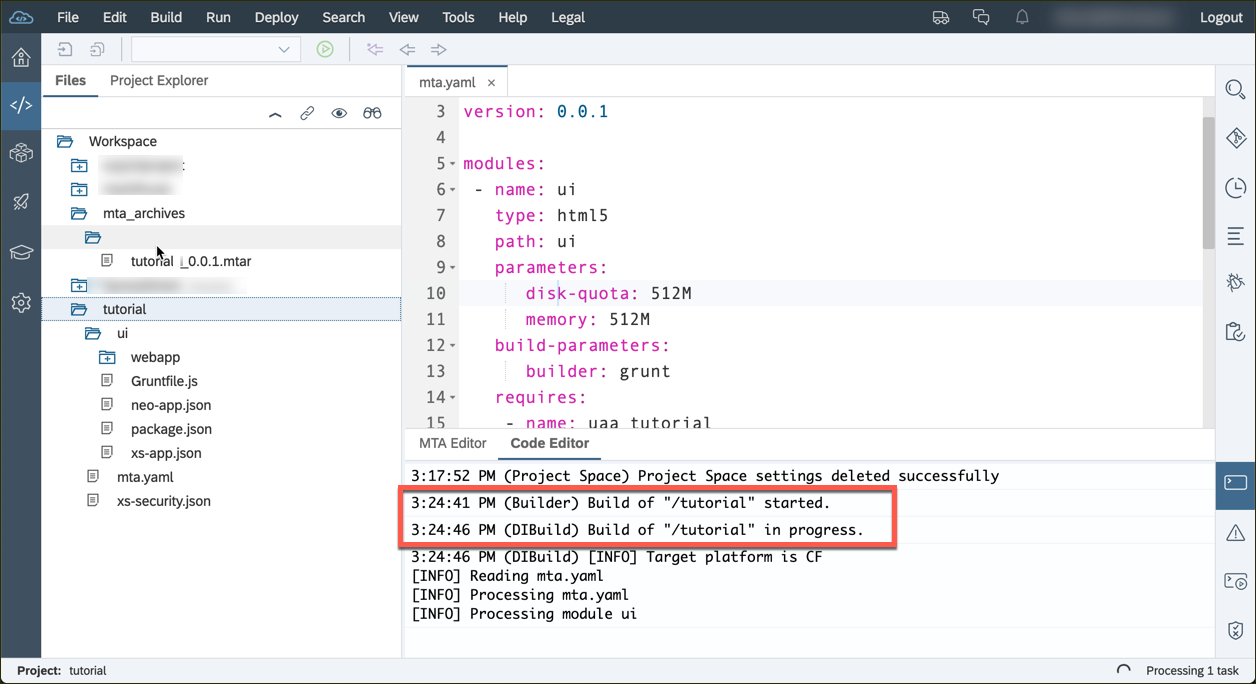 File Edit Build Run Deploy Search View Tools Help Legal Logout
Files Project Explorer
mta.yaml ×
Workspace
mta_archives
tutorial _0.0.1.mtar
tutorial
ui
webapp
Gruntfile.js
neo-app.json
package.json
xs-app.json
mta.yaml
xs-security.json
3 version: 0.0.1
4
5 modules:
6 - name: ui
7 type: html5
8 path: ui
9 parameters:
10 disk-quota: 512M
11 memory: 512M
12 build-parameters:
13 builder: grunt
14 requires:
15 - name: uaa_tutorial
MTA Editor Code Editor
3:17:52 PM (Project Space) Project Space settings deleted successfully
3:24:41 PM (Builder) Build of "/tutorial" started.
3:24:46 PM (DIBuild) Build of "/tutorial" in progress.
3:24:46 PM (DIBuild) [INFO] Target platform is CF
[INFO] Reading mta.yaml
[INFO] Processing mta.yaml
[INFO] Processing module ui
Project: tutorial
Processing 1 task